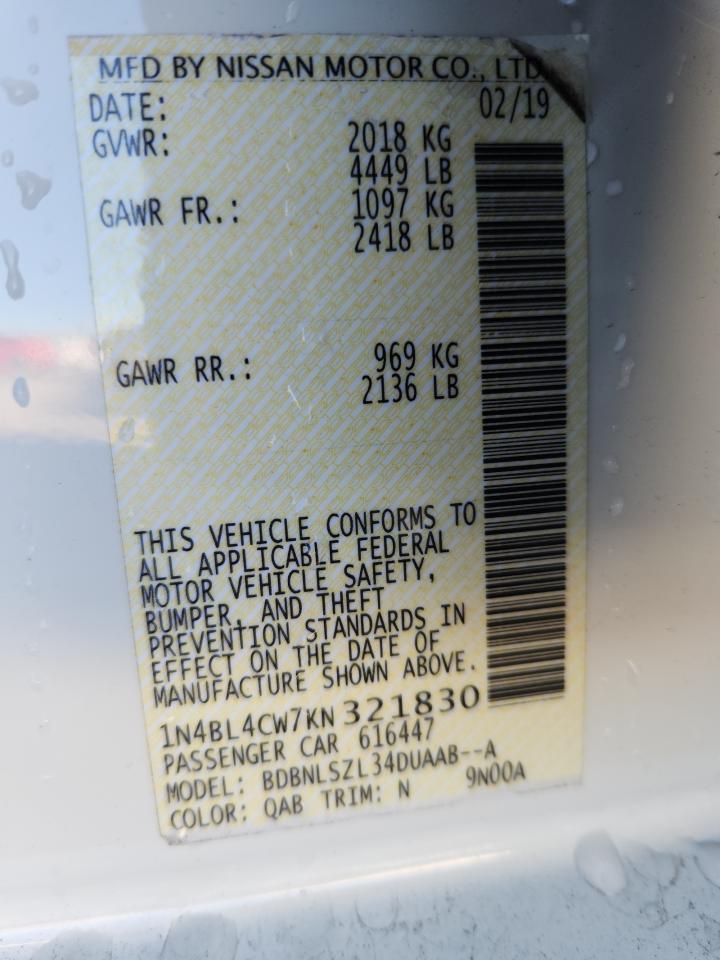 MFD BY NISSAN MOTOR CO., LTD.
DATE: 02/19
GVWR: 2018 KG
4449 LB
GAWR FR.: 1097 KG
2418 LB
GAWR RR.: 969 KG
2136 LB
THIS VEHICLE CONFORMS TO
ALL APPLICABLE FEDERAL
MOTOR VEHICLE SAFETY,
BUMPER, AND THEFT
PREVENTION STANDARDS IN
EFFECT ON THE DATE OF
MANUFACTURE SHOWN ABOVE.
1N4BL4CW7KN321830
PASSENGER CAR 616447
MODEL: BDBNLSZL34DUAAB--A
COLOR: QAB TRIM: N 9N00A